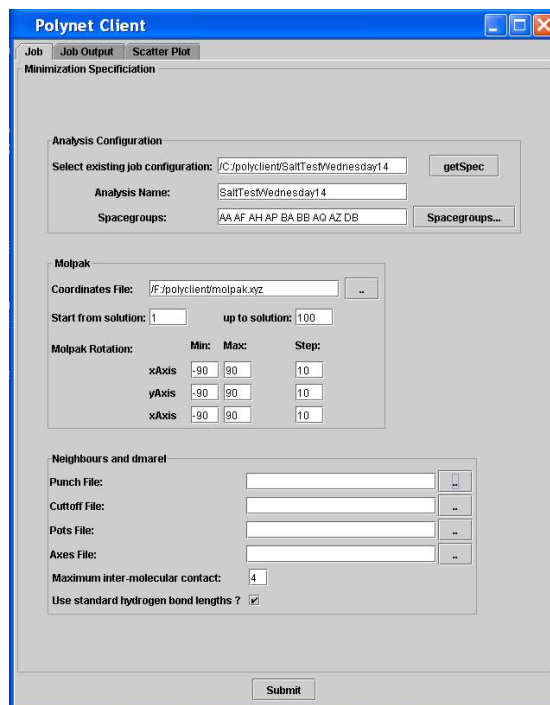 Polynet Client
Job Job Output Scatter Plot
Minimization Specificiation
Analysis Configuration
Select existing job configuration: /C:/polyclient/SaltTestWednesday14 getSpec
Analysis Name: SaltTestWednesday14
Spacegroups: AA AF AH AP BA BB AQ AZ DB Spacegroups...
Molpak
Coordinates File: /F:/polyclient/molpak.xyz ..
Start from solution: 1 up to solution: 100
Molpak Rotation: Min: Max: Step:
xAxis -90 90 10
yAxis -90 90 10
xAxis -90 90 10
Neighbours and dmarel
Punch File: ..
Cuttoff File: ..
Pots File: ..
Axes File: ..
Maximum inter-molecular contact: 4
Use standard hydrogen bond lengths ?
Submit